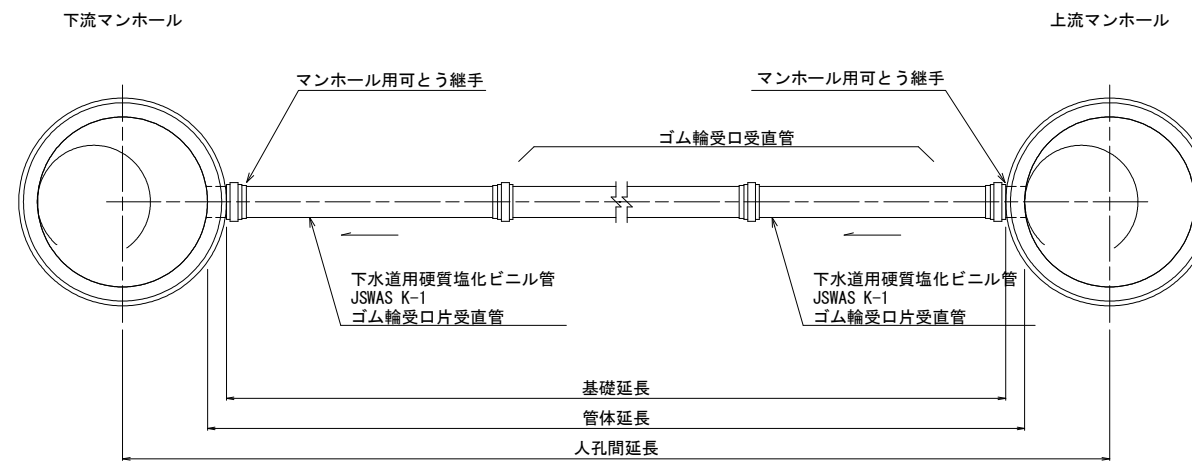 下流マンホール
上流マンホール
マンホール用可とう継手
マンホール用可とう継手
ゴム輪受口受直管
下水道用硬質塩化ビニル管
JSWAS K-1
ゴム輪受口片受直管
下水道用硬質塩化ビニル管
JSWAS K-1
ゴム輪受口片受直管
基礎延長
管体延長
人孔間延長